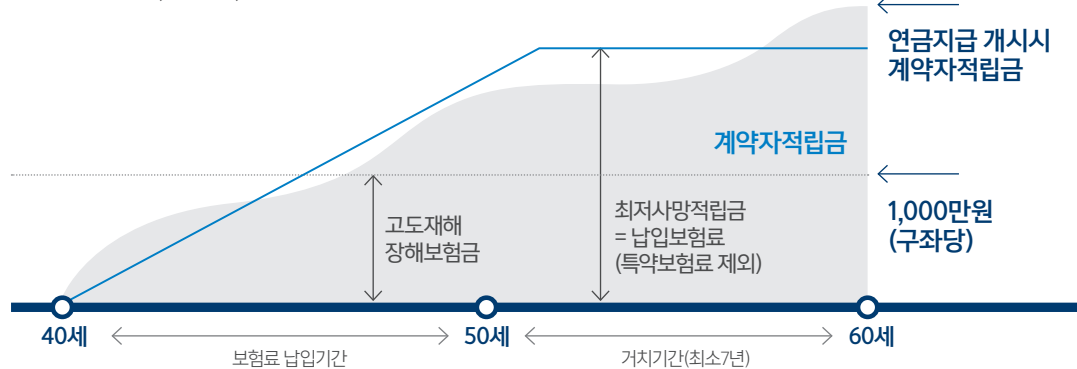 연금지급 개시시
계약자적립금
계약자적립금
1,000만원
(구좌당)
고도재해
장해보험금
최저사망적립금
= 납입보험료
(특약보험료 제외)
40세
50세
60세
보험료 납입기간
거치기간(최소7년)